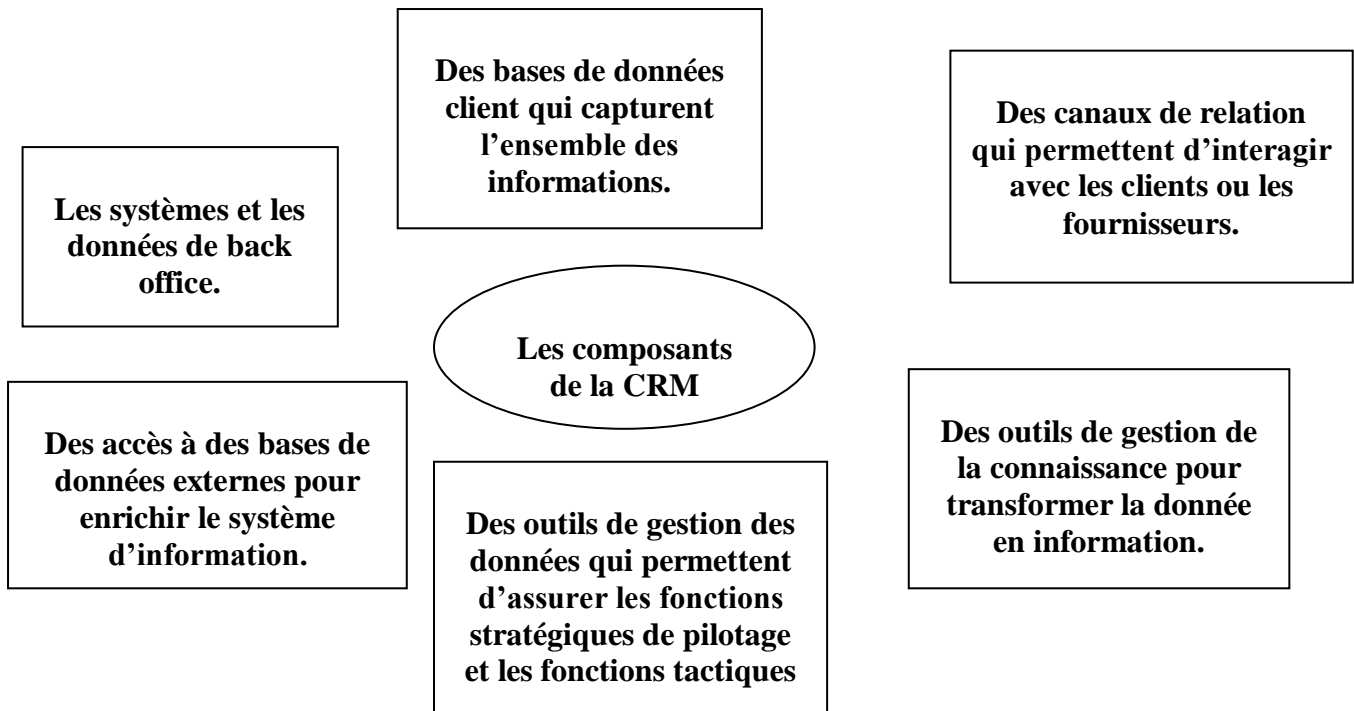 Des bases de données
client qui capturent
l’ensemble des
informations.
Des canaux de relation
qui permettent d’interagir
avec les clients ou les
fournisseurs.
Les systèmes et les
données de back
office.
Les composants
de la CRM
Des accès à des bases de
données externes pour
enrichir le système
d’information.
Des outils de gestion des
données qui permettent
d’assurer les fonctions
stratégiques de pilotage
et les fonctions tactiques
Des outils de gestion de
la connaissance pour
transformer la donnée
en information.